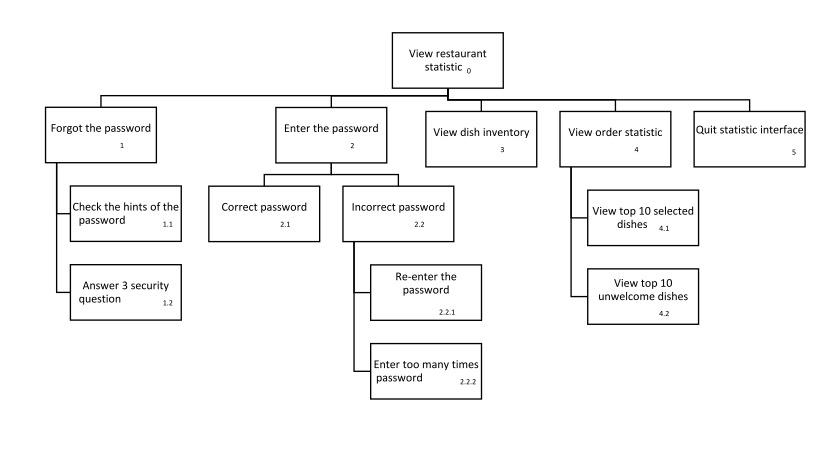 View restaurant
statistic 0
Forgot the password
1
Enter the password
2
View dish inventory
3
View order statistic
4
Quit statistic interface
5
Check the hints of the
password 1.1
Answer 3 security
question 1.2
Correct password
2.1
Incorrect password
2.2
Re-enter the
password
2.2.1
Enter too many times
password 2.2.2
View top 10 selected
dishes 4.1
View top 10
unwelcome dishes
4.2